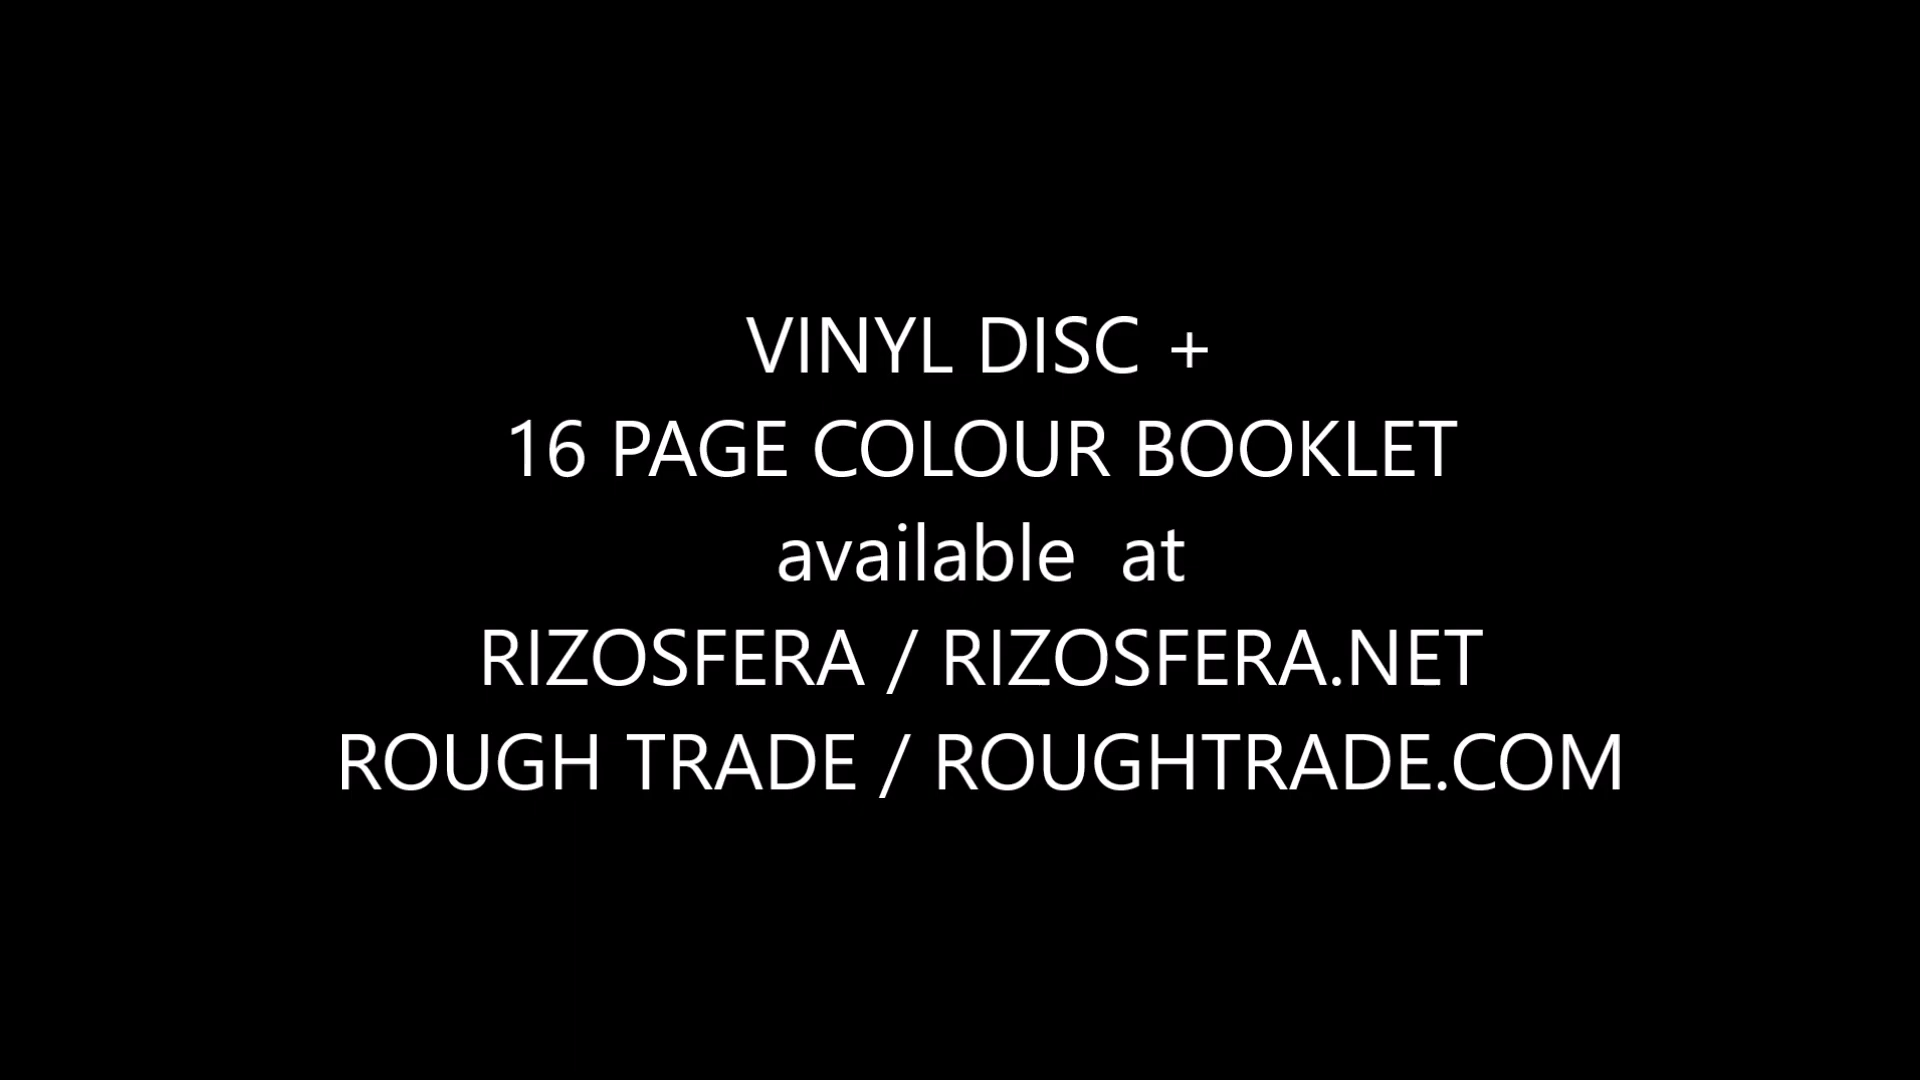 VINYL DISC +
16 PAGE COLOUR BOOKLET
available  at
RIZOSFERA / RIZOSFERA.NET
ROUGH TRADE / ROUGHTRADE.COM